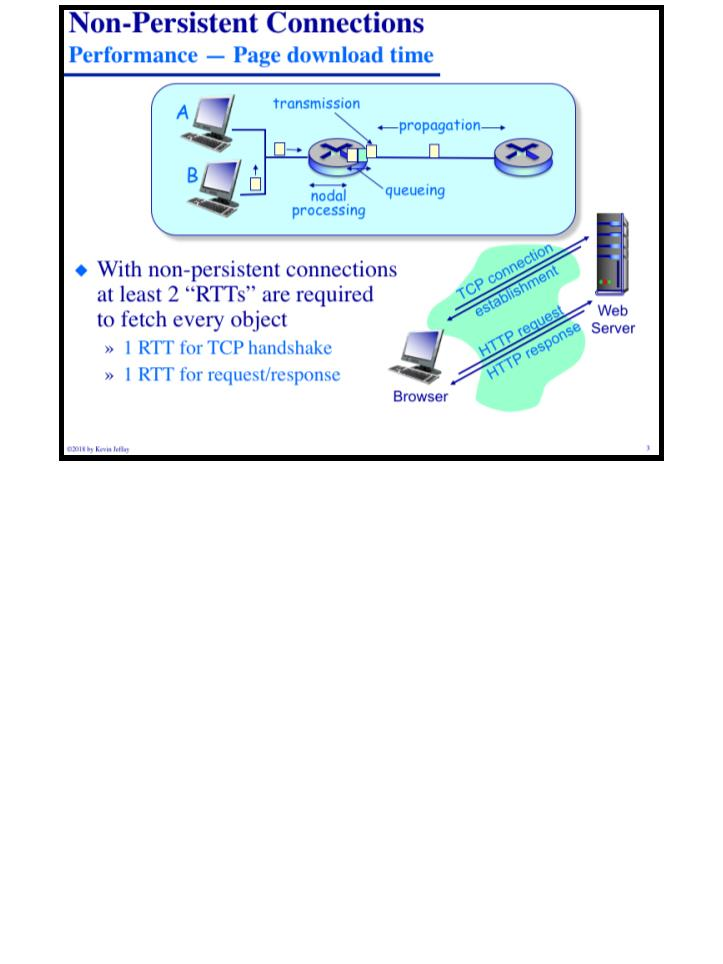 Non-Persistent Connections
Performance — Page download time
transmission
A
propagation
B
nodal
processing
queueing
◆ With non-persistent connections
at least 2 “RTTs” are required
to fetch every object
» 1 RTT for TCP handshake
» 1 RTT for request/response
TCP connection
establishment
HTTP request
HTTP response
Web
Server
Browser
©2018 by Kevin Jeffay
3